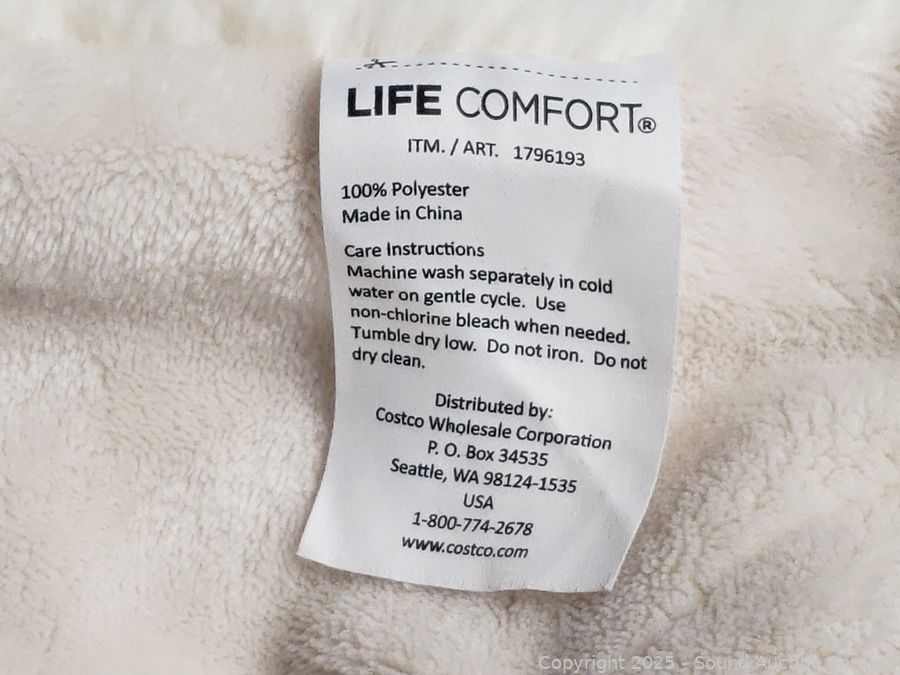 LIFE COMFORT®
ITM. / ART. 1796193
100% Polyester
Made in China
Care Instructions
Machine wash separately in cold
water on gentle cycle. Use
non-chlorine bleach when needed.
Tumble dry low. Do not iron. Do not
dry clean.
Distributed by:
Costco Wholesale Corporation
P. O. Box 34535
Seattle, WA 98124-1535
USA
1-800-774-2678
www.costco.com
Copyright 2025 - Sound Auction